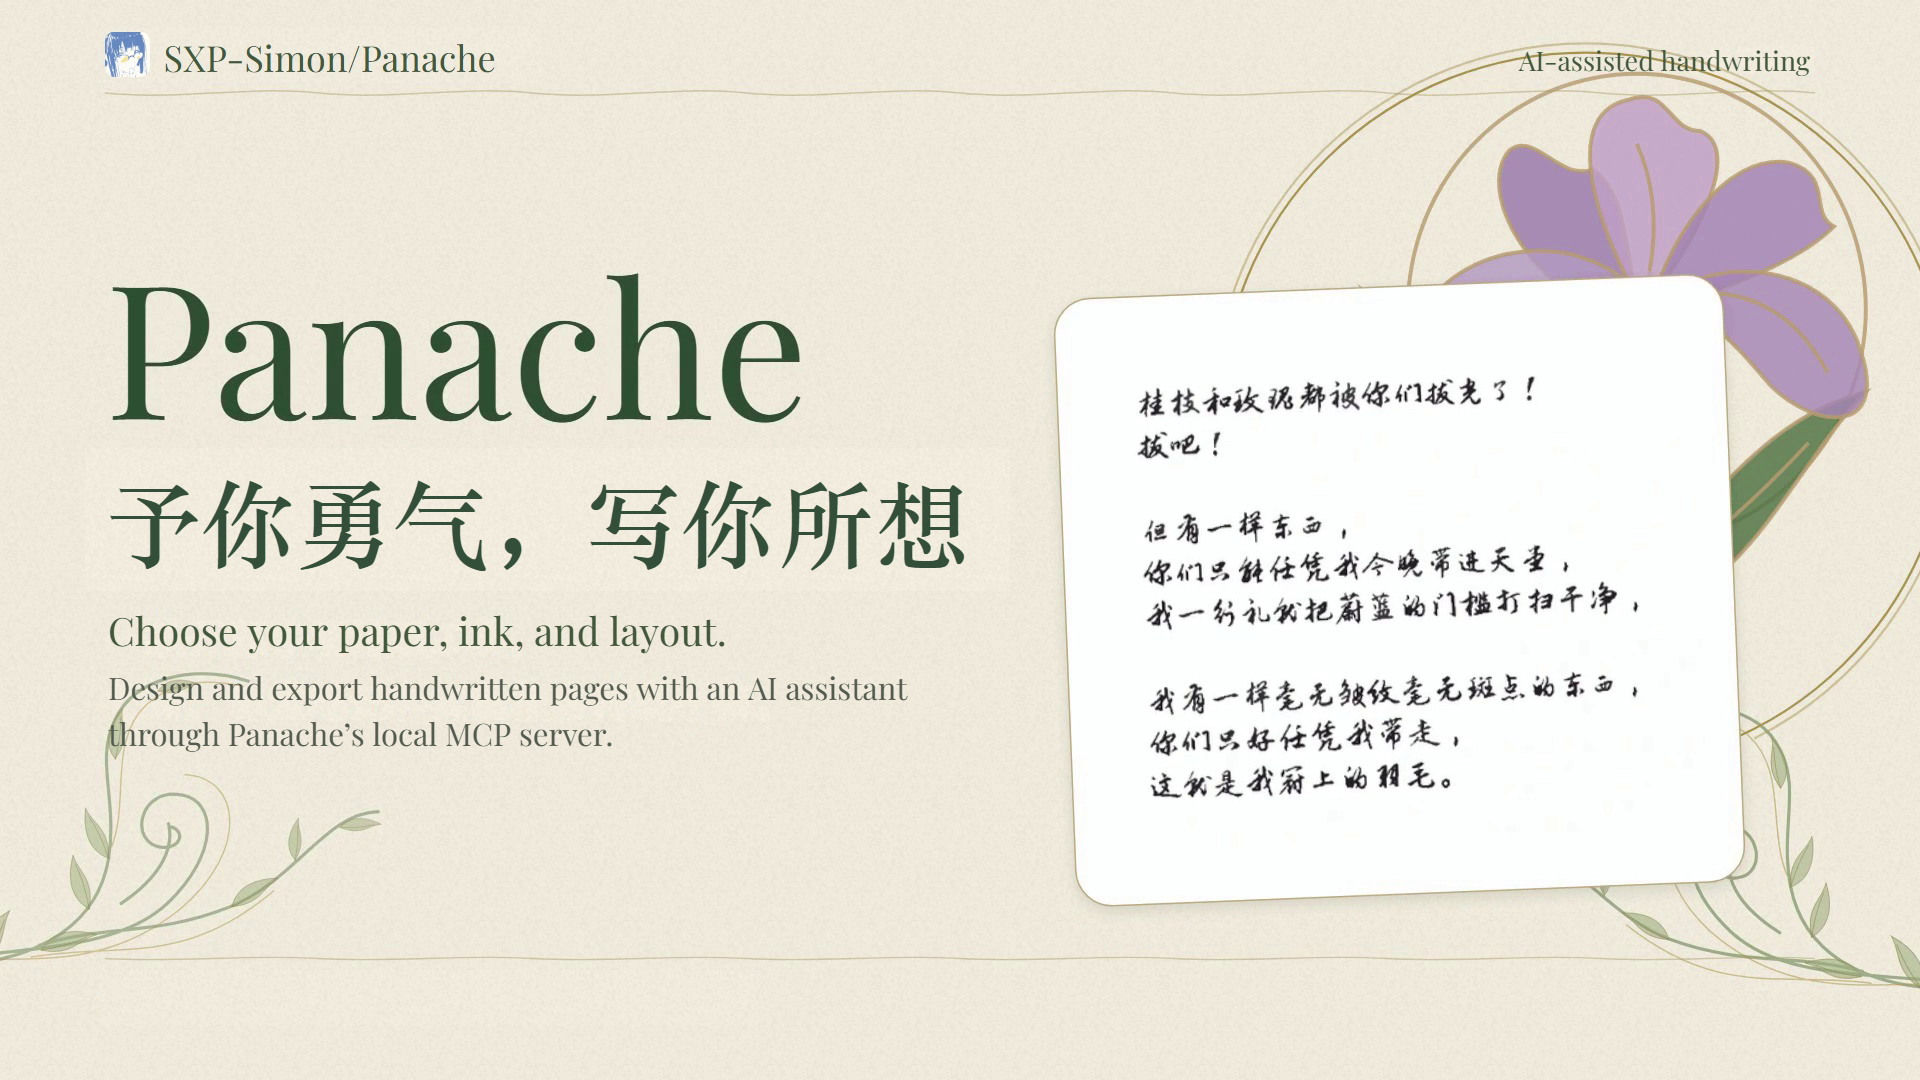 SXP-Simon/Panache
AI-assisted handwriting
Panache
予你勇气，写你所想
Choose your paper, ink, and layout.
Design and export handwritten pages with an AI assistant
through Panache’s local MCP server.
桂枝和玫瑰都被你们拔光了！
拔吧！
但有一样东西，
你们只能任凭我今晚带进天堂，
我一行礼就把蔚蓝的门槛打扫干净，
我有一样毫无皱纹毫无斑点的东西，
你们只好任凭我带走，
这就是我冠上的羽毛。